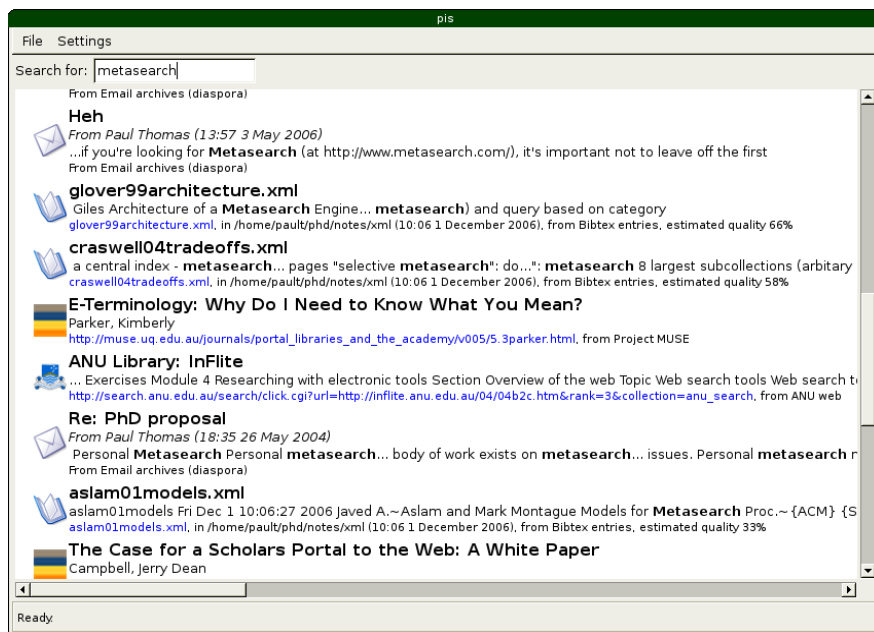 pis
File Settings
Search for: metasearch
From Email archives (diaspora)
Heh
From Paul Thomas (13:57 3 May 2006)
...if you're looking for Metasearch (at http://www.metasearch.com/), it's important not to leave off the first
From Email archives (diaspora)
glover99architecture.xml
Giles Architecture of a Metasearch Engine... metasearch) and query based on category
glover99architecture.xml, in /home/pault/phd/notes/xml (10:06 1 December 2006), from Bibtex entries, estimated quality 66%
craswell04tradeoffs.xml
a central index - metasearch... pages "selective metasearch": do...": metasearch 8 largest subcollections (arbitary
craswell04tradeoffs.xml, in /home/pault/phd/notes/xml (10:06 1 December 2006), from Bibtex entries, estimated quality 58%
E-Terminology: Why Do I Need to Know What You Mean?
Parker, Kimberly
http://muse.uq.edu.au/journals/portal_libraries_and_the_academy/v005/5.3parker.html, from Project MUSE
ANU Library: InFlite
... Exercises Module 4 Researching with electronic tools Section Overview of the web Topic Web search tools Web search t
http://search.anu.edu.au/search/click.cgi?url=http://inflite.anu.edu.au/04/04b2c.htm&rank=3&collection=anu_search, from ANU web
Re: PhD proposal
From Paul Thomas (18:35 26 May 2004)
Personal Metasearch Personal metasearch... body of work exists on metasearch... issues. Personal metasearch r
From Email archives (diaspora)
aslam01models.xml
aslam01models Fri Dec 1 10:06:27 2006 Javed A.~Aslam and Mark Montague Models for Metasearch Proc.~{ACM} {S
aslam01models.xml, in /home/pault/phd/notes/xml (10:06 1 December 2006), from Bibtex entries, estimated quality 33%
The Case for a Scholars Portal to the Web: A White Paper
Campbell, Jerry Dean
Ready.